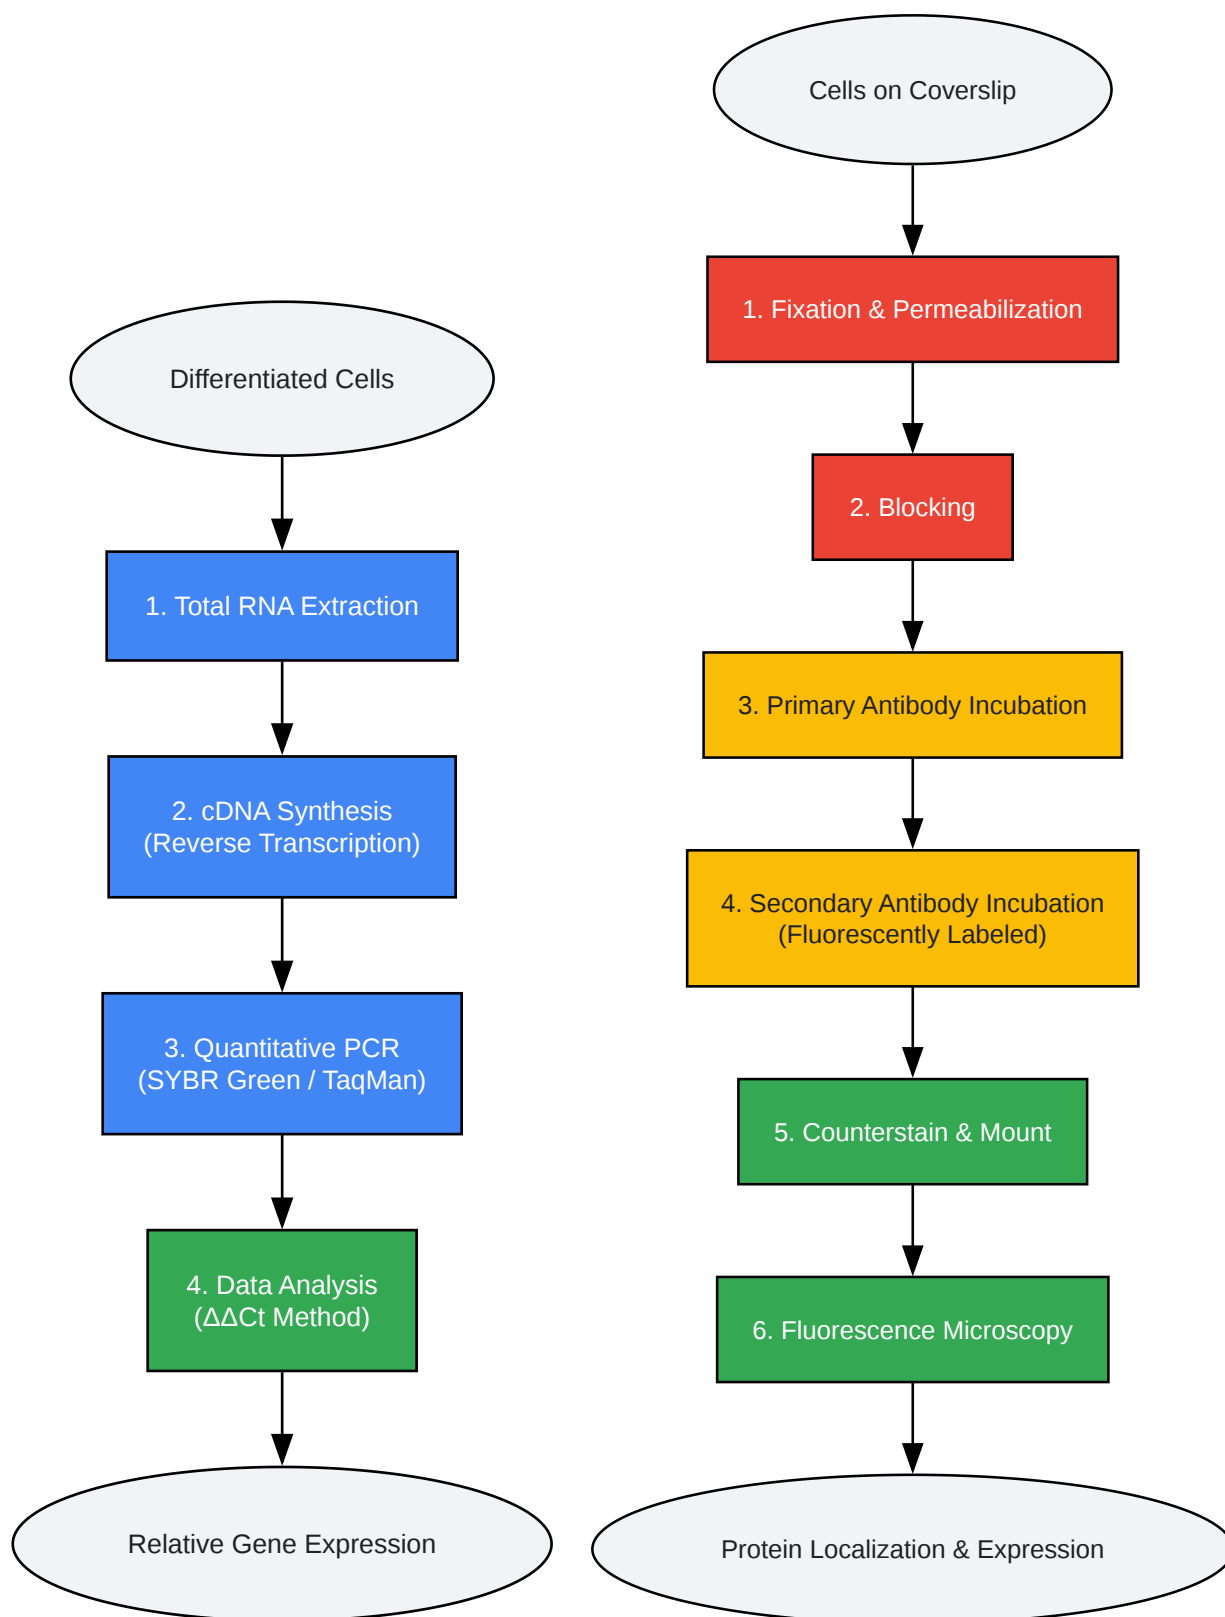 Differentiated Cells
1. Total RNA Extraction
2. cDNA Synthesis
(Reverse Transcription)
3. Quantitative PCR
(SYBR Green / TaqMan)
4. Data Analysis
(ΔΔCt Method)
Relative Gene Expression
Cells on Coverslip
1. Fixation & Permeabilization
2. Blocking
3. Primary Antibody Incubation
4. Secondary Antibody Incubation
(Fluorescently Labeled)
5. Counterstain & Mount
6. Fluorescence Microscopy
Protein Localization & Expression